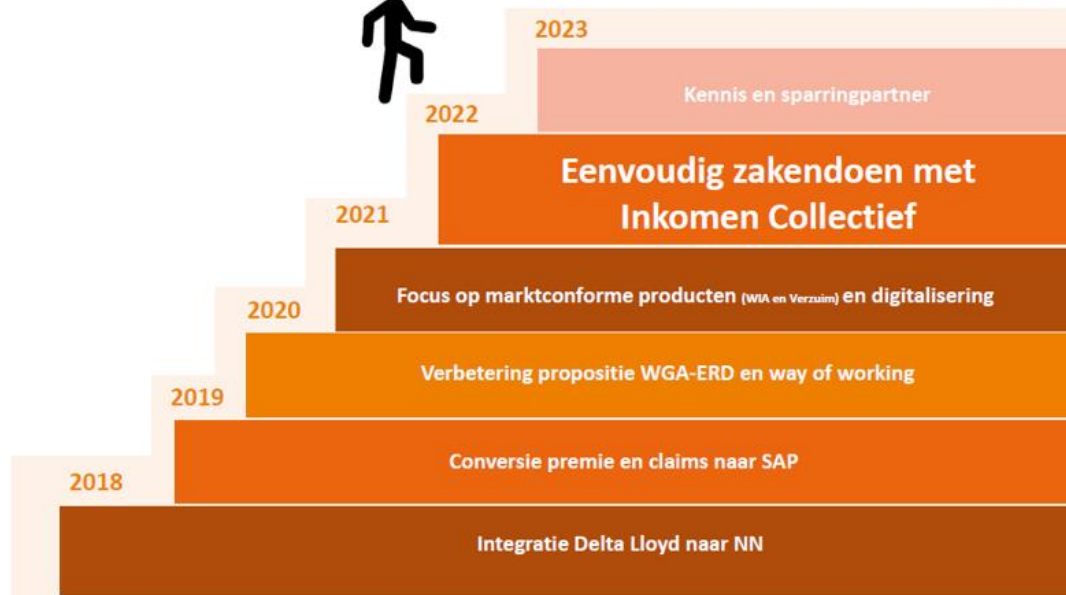 2023
Kennis en sparringpartner
2022
Eenvoudig zakendoen met
Inkomen Collectief
2021
Focus op marktconforme producten (WIA en Verzuim) en digitalisering
2020
Verbetering propositie WGA-ERD en way of working
2019
Conversie premie en claims naar SAP
2018
Integratie Delta Lloyd naar NN